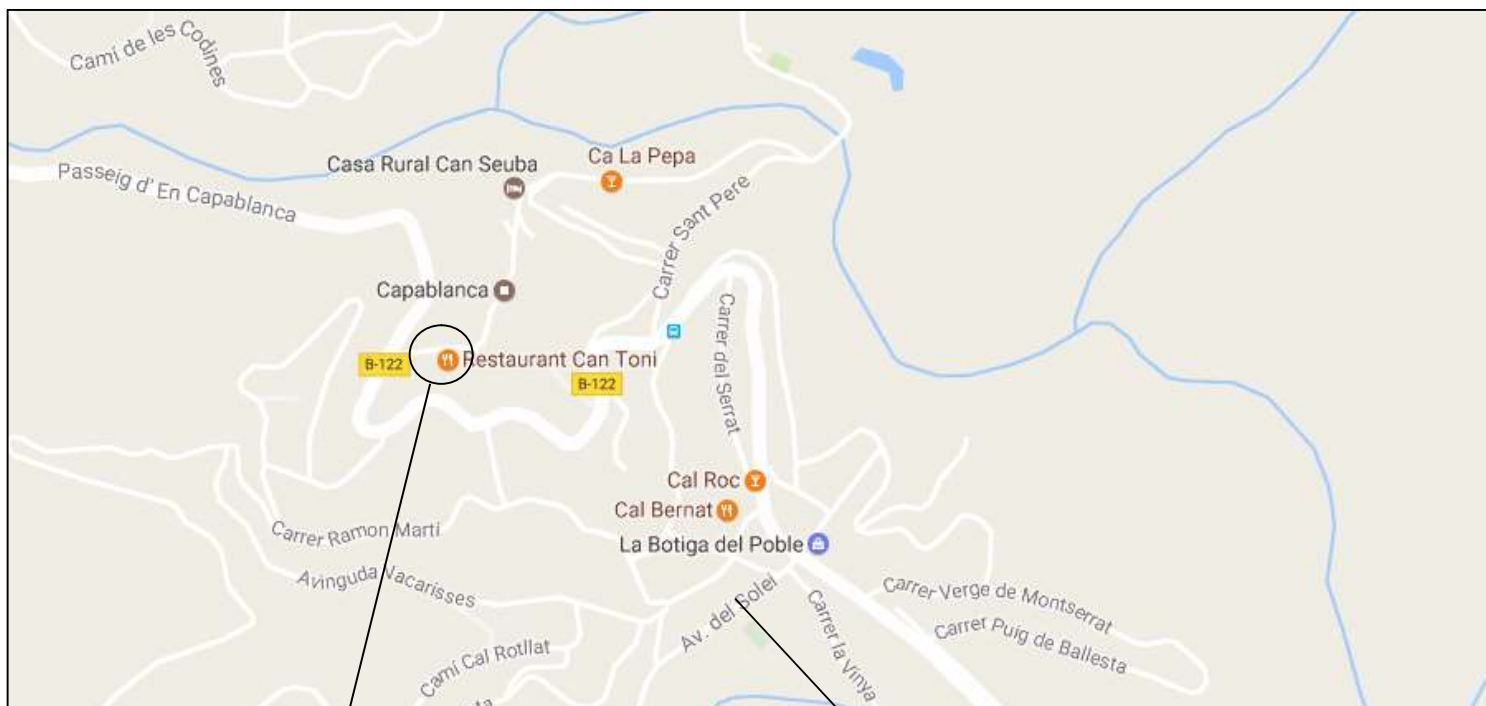 Camí de les Codines
Casa Rural Can Seuba
Ca La Pepa
Passeig d' En Capablanca
Carrer Sant Pere
Capablanca
Carrer del Serrat
B-122
Restaurant Can Toni
B-122
Cal Roc
Cal Bernat
La Botiga del Poble
Carrer Ramon Martí
Avinguda Vacarisses
Av. del Solei
Carrer Verge de Montserrat
Carrer la Vinya
Carret Puig de Ballesta
Camí Cal Rotllat